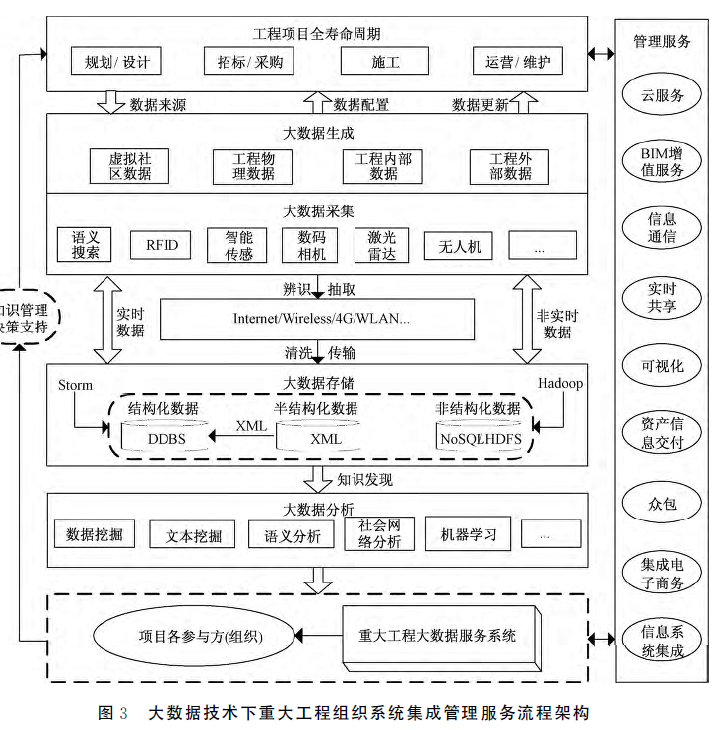 工程项目全寿命周期
规划/设计
招标/采购
施工
运营/维护
数据来源
数据配置
数据更新
大数据生成
虚拟社
区数据
工程物
理数据
工程内部
数据
工程外
部数据
大数据采集
语义
搜索
RFID
智能
传感
数码
相机
激光
雷达
无人机
...
实时
数据
辨识
抽取
非实时
数据
Internet/Wireless/4G/WLAN...
清洗
传输
识管理
策支持
大数据存储
Storm
Hadoop
结构化数据
半结构化数据
非结构化数据
DDBS
XML
XML
NoSQL
HDFS
知识发现
大数据分析
数据挖掘
文本挖掘
语义分析
社会网
络分析
机器学习
...
项目各参与方(组织)
重大工程大数据服务系统
管理服务
云服务
BIM增
值服务
信息
通信
实时
共享
可视化
资产信
息交付
众包
集成电
子商务
信息系
统集成
图 3 大数据技术下重大工程组织系统集成管理服务流程架构